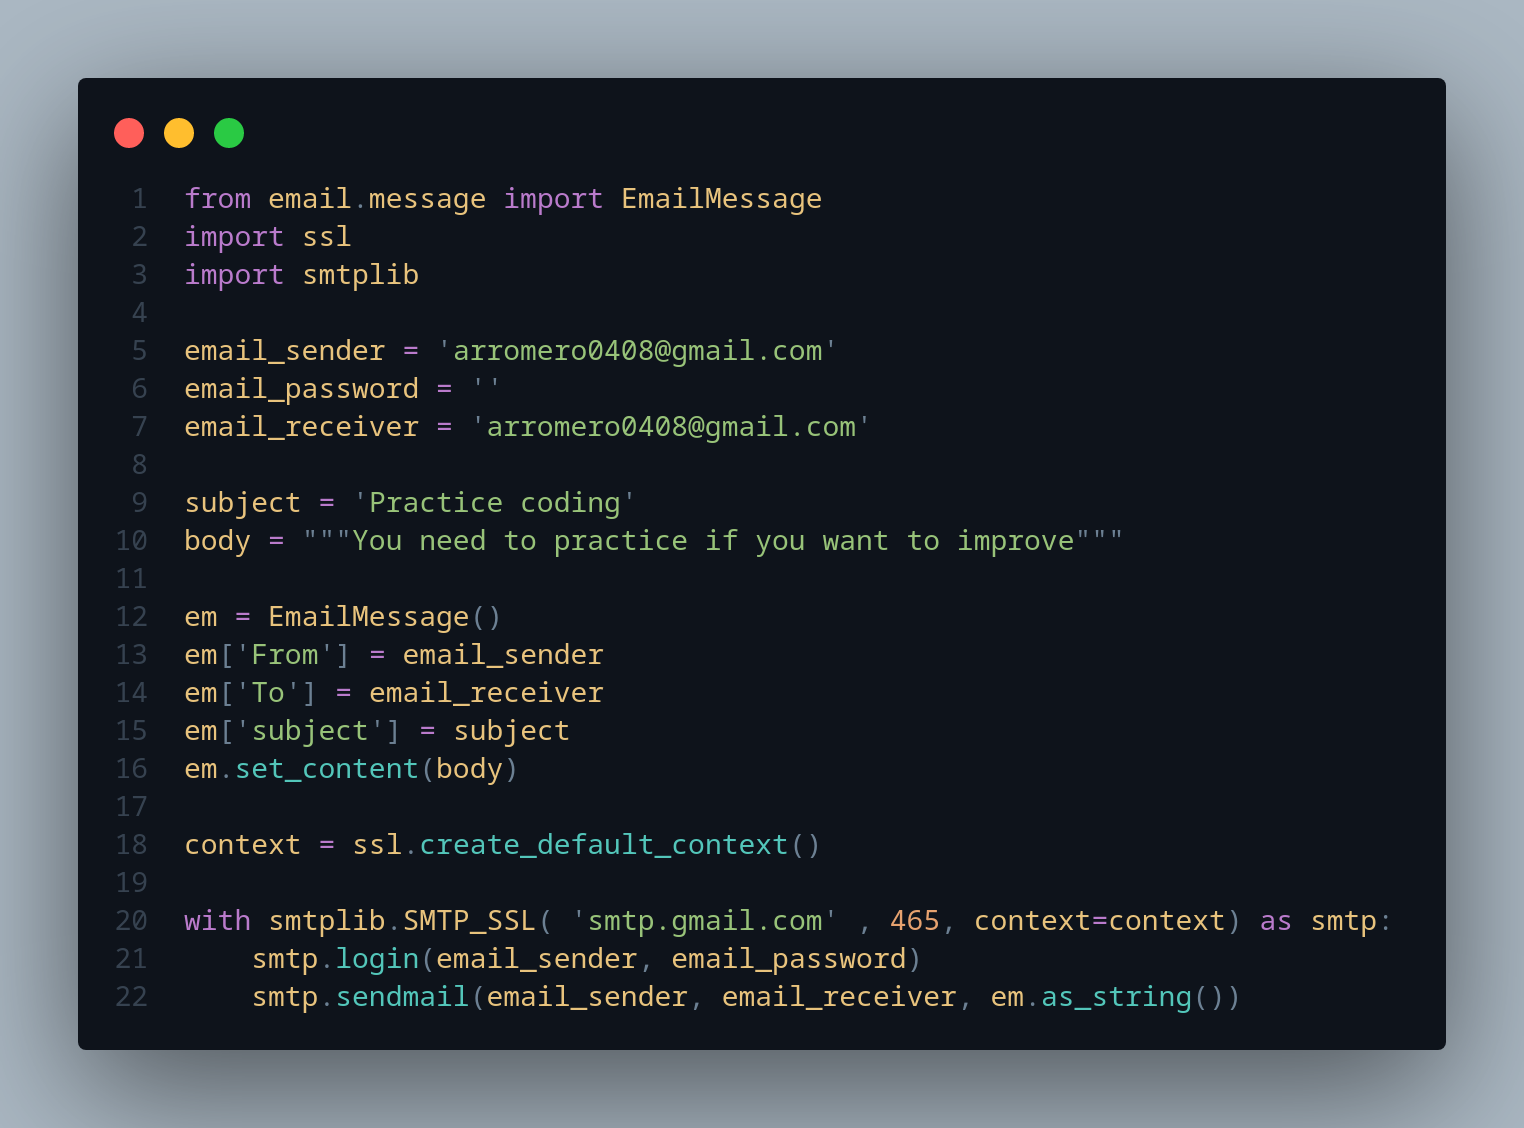 1 from email.message import EmailMessage
2 import ssl
3 import smtplib
4
5 email_sender = 'arromero0408@gmail.com'
6 email_password = ''
7 email_receiver = 'arromero0408@gmail.com'
8
9 subject = 'Practice coding'
10 body = """You need to practice if you want to improve"""
11
12 em = EmailMessage()
13 em['From'] = email_sender
14 em['To'] = email_receiver
15 em['subject'] = subject
16 em.set_content(body)
17
18 context = ssl.create_default_context()
19
20 with smtplib.SMTP_SSL( 'smtp.gmail.com' , 465, context=context) as smtp:
21     smtp.login(email_sender, email_password)
22     smtp.sendmail(email_sender, email_receiver, em.as_string())